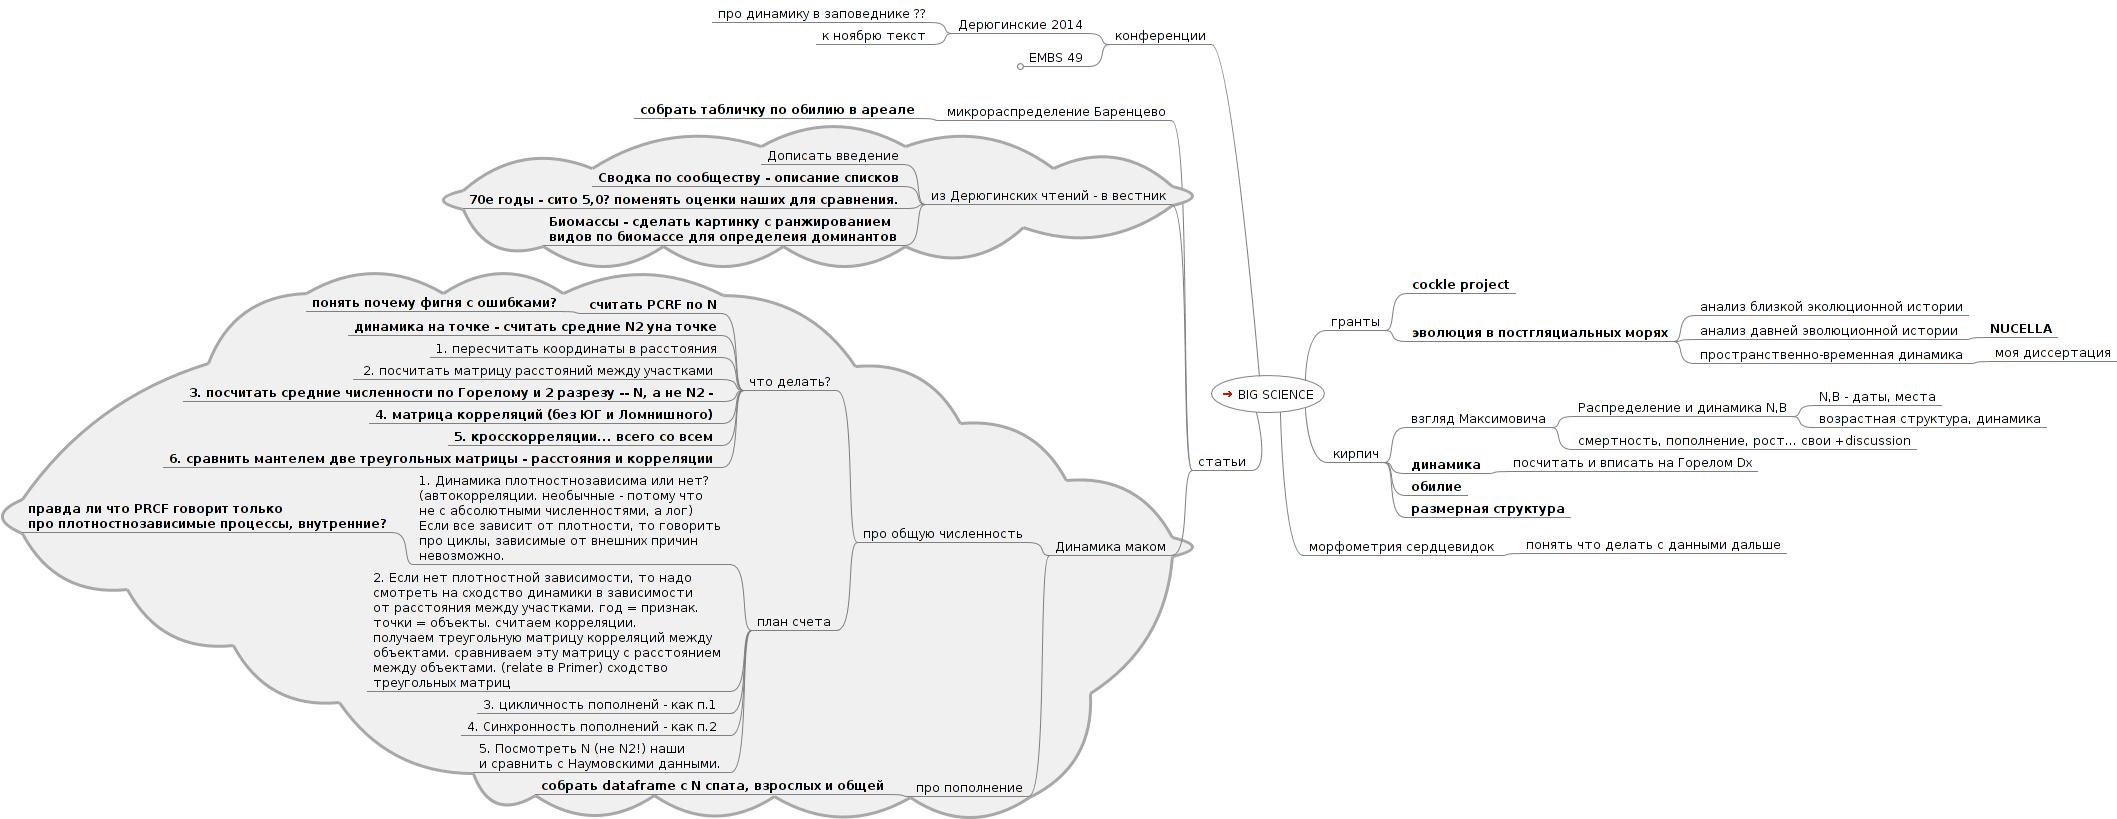 про динамику в заповеднике ??
к ноябрю текст
Дерюгинские 2014
EMBS 49
конференции
собрать табличку по обилию в ареале
микрораспределение Баренцево
Дописать введение
Сводка по сообществу - описание списков
70е годы - сито 5,0? поменять оценки наших для сравнения.
Биомассы - сделать картинку с ранжированием
видов по биомассе для определеия доминантов
из Дерюгинских чтений - в вестник
понять почему фигня с ошибками?
считать PCRF по N
динамика на точке - считать средние N2 уна точке
1. пересчитать координаты в расстояния
2. посчитать матрицу расстояний между участками
3. посчитать средние численности по Горелому и 2 разрезу -- N, а не N2 -
4. матрица корреляций (без ЮГ и Ломнишного)
5. кросскорреляции... всего со всем
6. сравнить мантелем две треугольных матрицы - расстояния и корреляции
что делать?
правда ли что PRCF говорит только
про плотностнозависимые процессы, внутренние?
1. Динамика плотностнозависима или нет?
(автокорреляции. необычные - потому что
не с абсолютными численностями, а лог)
Если все зависит от плотности, то говорить
про циклы, зависимые от внешних причин
невозможно.
2. Если нет плотностной зависимости, то надо
смотреть на сходство динамики в зависимости
от расстояния между участками. год = признак.
точки = объекты. считаем корреляции.
получаем треугольную матрицу корреляций между
объектами. сравниваем эту матрицу с расстоянием
между объектами. (relate в Primer) сходство
треугольных матриц
3. цикличность пополненй - как п.1
4. Синхронность пополнений - как п.2
5. Посмотреть N (не N2!) наши
и сравнить с Наумовскими данными.
план счета
про общую численность
собрать dataframe с N спата, взрослых и общей
про пополнение
Динамика маком
статьи
BIG SCIENCE
гранты
cockle project
эволюция в постгляциальных морях
анализ близкой эколюционной истории
анализ давней эволюционной истории
NUCELLA
пространственно-временная динамика
моя диссертация
кирпич
взгляд Максимовича
Распределение и динамика N,B
N,B - даты, места
возрастная структура, динамика
смертность, пополнение, рост... свои +discussion
динамика
посчитать и вписать на Горелом Dx
обилие
размерная структура
морфометрия сердцевидок
понять что делать с данными дальше